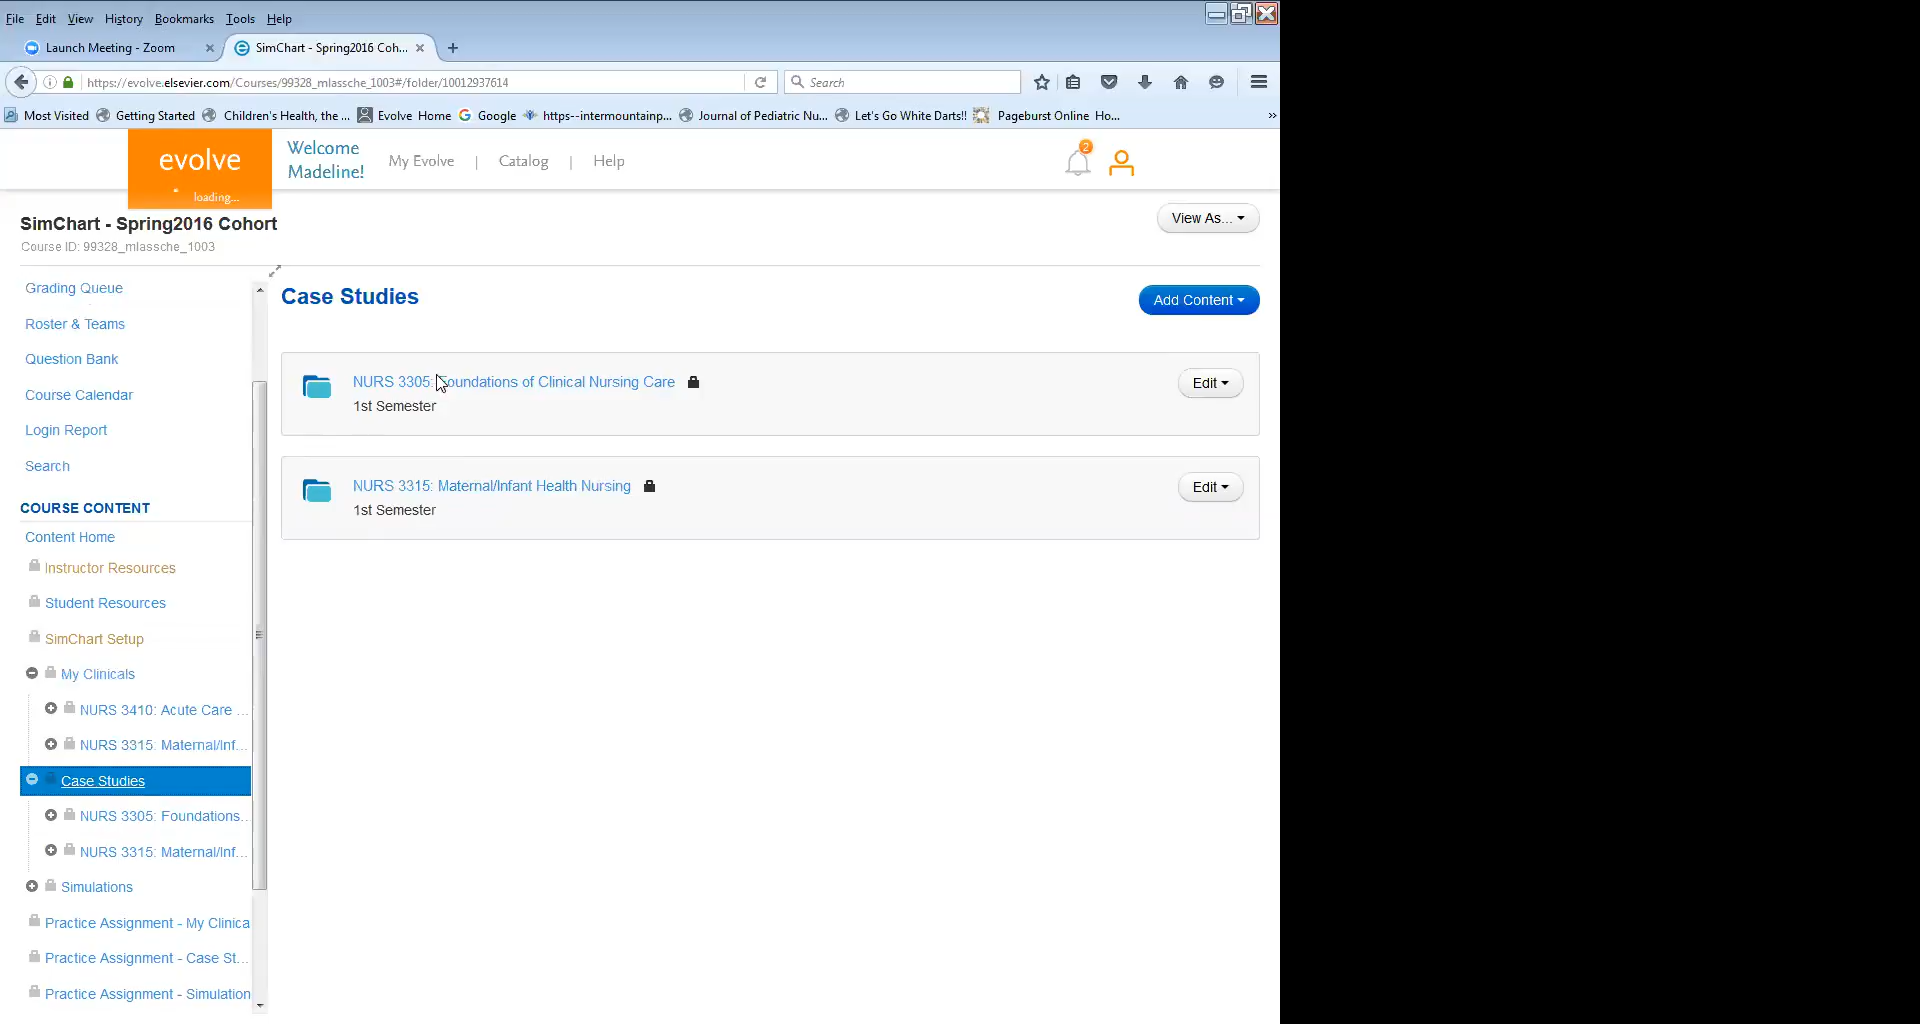 File Edit View History Bookmarks Tools Help
Launch Meeting - Zoom SimChart - Spring2016 Coh...
https://evolve.elsevier.com/Courses/99328_mlassche_1003#/folder/10012937614 Search
Most Visited Getting Started Children's Health, the ... Evolve Home Google https--intermountainp... Journal of Pediatric Nu... Let's Go White Darts!! Pageburst Online Ho...
evolve
loading...
Welcome
Madeline!
My Evolve | Catalog | Help
2
SimChart - Spring2016 Cohort
Course ID: 99328_mlassche_1003
View As...
Grading Queue
Roster & Teams
Question Bank
Course Calendar
Login Report
Search
COURSE CONTENT
Content Home
Instructor Resources
Student Resources
SimChart Setup
My Clinicals
NURS 3410: Acute Care ...
NURS 3315: Maternal/Inf...
Case Studies
NURS 3305: Foundations...
NURS 3315: Maternal/Inf...
Simulations
Practice Assignment - My Clinica
Practice Assignment - Case St...
Practice Assignment - Simulation
Case Studies
Add Content
NURS 3305: Foundations of Clinical Nursing Care
1st Semester
Edit
NURS 3315: Maternal/Infant Health Nursing
1st Semester
Edit